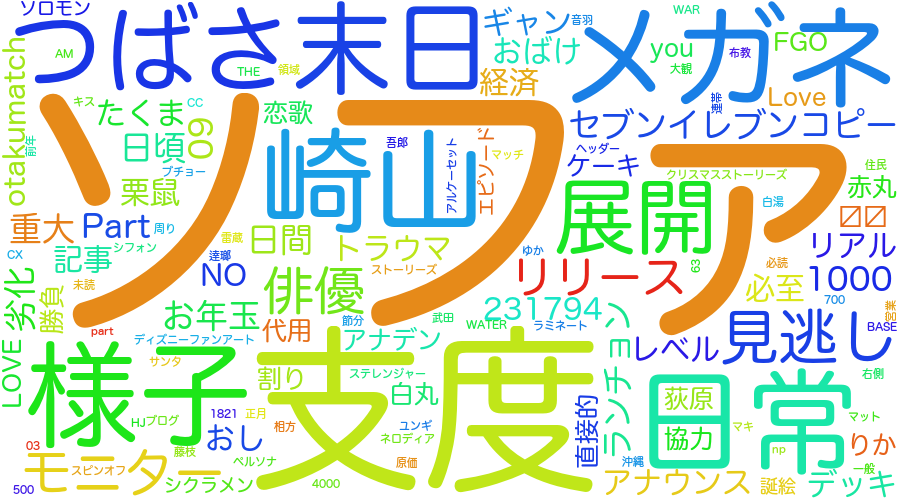 ソロモン
つばさ
末日
ギャン
音羽
WAR
メガネ
you
FGO
AM
THE
領域
おばけ
大観
布教
経済
Love
連帯
otakumatch
キス
たくま
CC
恋歌
ソファ
セブンイレブンコピー
前年
日頃
09
崎山
吾郎
アルケーセット
エピソード
マッチ
ヘッダー
ケーキ
住民
プチョー
クリスマスストーリーズ
栗鼠
展開
白湯
赤丸
重大
Part
周り
雷蔵
日間
トラウマ
リアル
記事
シフォン
逹瑯
NO
ストーリーズ
ゆか
リリース
63
必読
CX
未読
俳優
必至
1000
劣化
勝負
お年玉
節分
武田
231794
700
part
代用
WATER
ラミネート
見逃し
BASE
ディズニーファンアート
アナデン
レベル
LOVE
サンタ
様子
支度
割り
ステレンジャー
白丸
ランチョン
日常
荻原
右側
HJブログ
1821
正月
相方
ユンギ
直接的
協力
マキ
マット
03
藤枝
おし
ネロディア
りか
モニター
スピンオフ
ペルソナ
原価
沖縄
np
一般
500
シクラメン
4000
アナウンス
誕絵
デッキ